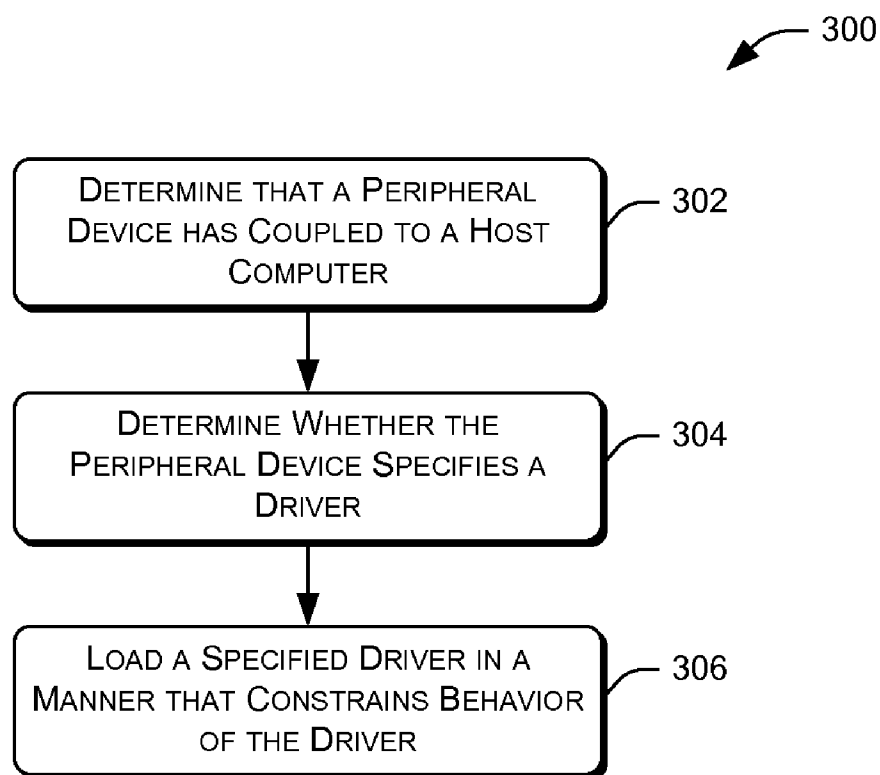 300
DETERMINE THAT A PERIPHERAL
DEVICE HAS COUPLED TO A HOST
COMPUTER
302
DETERMINE WHETHER THE
PERIPHERAL DEVICE SPECIFIES A
DRIVER
304
LOAD A SPECIFIED DRIVER IN A
MANNER THAT CONSTRAINS BEHAVIOR
OF THE DRIVER
306